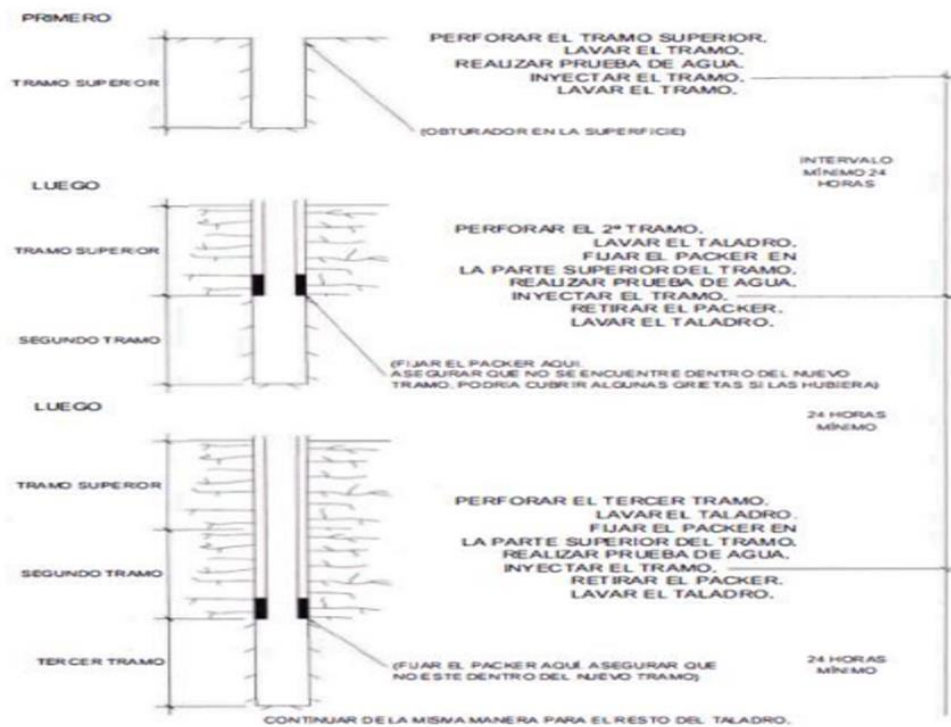 PRIMERO
PERFORAR EL TRAMO SUPERIOR.
LAVAR EL TRAMO.
REALIZAR PRUEBA DE AGUA.
INYECTAR EL TRAMO.
LAVAR EL TRAMO.
TRAMO SUPERIOR
(OBTURADOR EN LA SUPERFICIE)
INTERVALO
MÍNIMO 24
HORAS
LUEGO
TRAMO SUPERIOR
PERFORAR EL 2º TRAMO.
LAVAR EL TALADRO.
FIJAR EL PACKER EN
LA PARTE SUPERIOR DEL TRAMO.
REALIZAR PRUEBA DE AGUA.
INYECTAR EL TRAMO.
RETIRAR EL PACKER.
LAVAR EL TALADRO.
SEGUNDO TRAMO
(FIJAR EL PACKER AQUI.
ASEGURAR QUE NO SE ENCUENTRE DENTRO DEL NUEVO
TRAMO. PODRIA CUBRIR ALGUNAS GRIETAS SI LAS HUBIERA)
LUEGO
24 HORAS
MÍNIMO
TRAMO SUPERIOR
PERFORAR EL TERCER TRAMO.
LAVAR EL TALADRO.
FIJAR EL PACKER EN
LA PARTE SUPERIOR DEL TRAMO.
REALIZAR PRUEBA DE AGUA.
INYECTAR EL TRAMO.
RETIRAR EL PACKER.
LAVAR EL TALADRO.
SEGUNDO TRAMO
TERCER TRAMO
(FIJAR EL PACKER AQUÍ. ASEGURAR QUE
NO ESTE DENTRO DEL NUEVO TRAMO)
24 HORAS
MÍNIMO
CONTINUAR DE LA MISMA MANERA PARA EL RESTO DEL TALADRO.